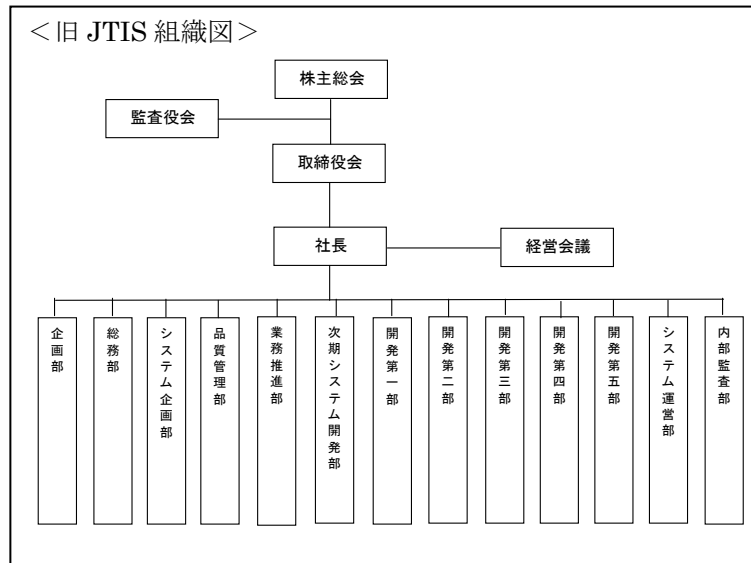 <旧 JTIS 組織図>
株主総会
監査役会
取締役会
社長
経営会議
企画部
総務部
システム企画部
品質管理部
業務推進部
次期システム開発部
開発第一部
開発第二部
開発第三部
開発第四部
開発第五部
システム運営部
内部監査部